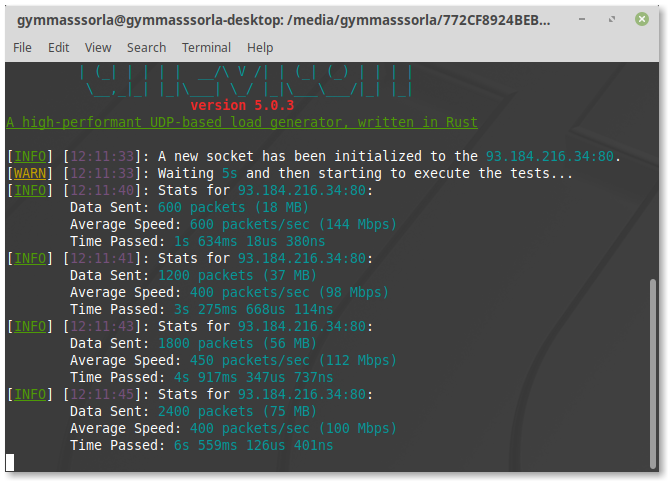 gymmasssorla@gymmasssorla-desktop: /media/gymmasssorla/772CF8924BEB...
File Edit View Search Terminal Help
| (_| | | | |  __/\ V /| | (_| (_) | | | |
\__,_|_| |_|\___| \_/ |_|\___\___/|_| |_|
version 5.0.3
A high-performant UDP-based load generator, written in Rust
[INFO] [12:11:33]: A new socket has been initialized to the 93.184.216.34:80.
[WARN] [12:11:33]: Waiting 5s and then starting to execute the tests...
[INFO] [12:11:40]: Stats for 93.184.216.34:80:
Data Sent: 600 packets (18 MB)
Average Speed: 600 packets/sec (144 Mbps)
Time Passed: 1s 634ms 18us 380ns
[INFO] [12:11:41]: Stats for 93.184.216.34:80:
Data Sent: 1200 packets (37 MB)
Average Speed: 400 packets/sec (98 Mbps)
Time Passed: 3s 275ms 668us 114ns
[INFO] [12:11:43]: Stats for 93.184.216.34:80:
Data Sent: 1800 packets (56 MB)
Average Speed: 450 packets/sec (112 Mbps)
Time Passed: 4s 917ms 347us 737ns
[INFO] [12:11:45]: Stats for 93.184.216.34:80:
Data Sent: 2400 packets (75 MB)
Average Speed: 400 packets/sec (100 Mbps)
Time Passed: 6s 559ms 126us 401ns